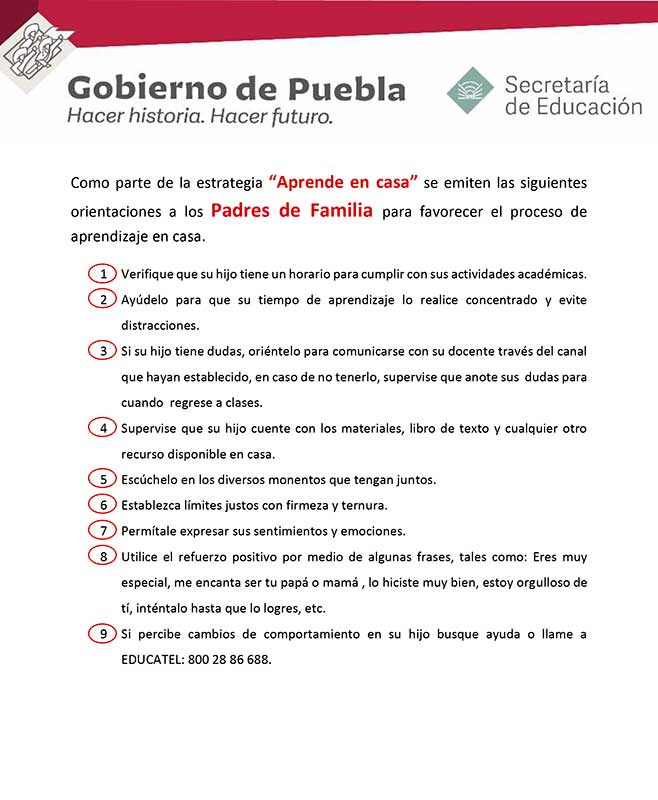 Gobierno de Puebla
Hacer historia. Hacer futuro.
Secretaría
de Educación
Como parte de la estrategia “Aprende en casa” se emiten las siguientes
orientaciones a los Padres de Familia para favorecer el proceso de
aprendizaje en casa.
1 Verifique que su hijo tiene un horario para cumplir con sus actividades académicas.
2 Ayúdelo para que su tiempo de aprendizaje lo realice concentrado y evite
distracciones.
3 Si su hijo tiene dudas, oriéntelo para comunicarse con su docente través del canal
que hayan establecido, en caso de no tenerlo, supervise que anote sus dudas para
cuando regrese a clases.
4 Supervise que su hijo cuente con los materiales, libro de texto y cualquier otro
recurso disponible en casa.
5 Escúchelo en los diversos monentos que tengan juntos.
6 Establezca límites justos con firmeza y ternura.
7 Permítale expresar sus sentimientos y emociones.
8 Utilice el refuerzo positivo por medio de algunas frases, tales como: Eres muy
especial, me encanta ser tu papá o mamá , lo hiciste muy bien, estoy orgulloso de
tí, inténtalo hasta que lo logres, etc.
9 Si percibe cambios de comportamiento en su hijo busque ayuda o llame a
EDUCATEL: 800 28 86 688.